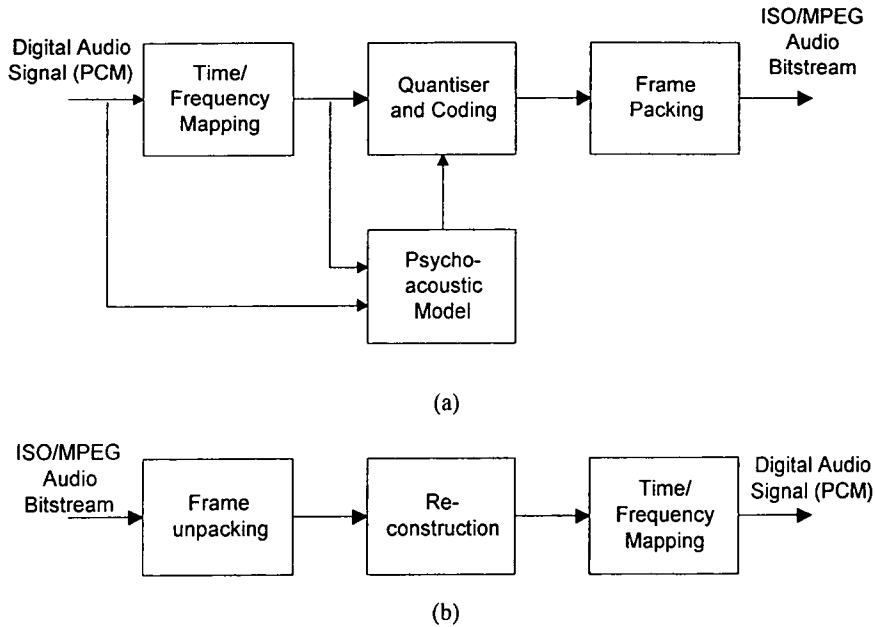 Digital Audio
Signal (PCM)
Time/
Frequency
Mapping
Quantiser
and Coding
Frame
Packing
ISO/MPEG
Audio
Bitstream
Psycho-
acoustic
Model
(a)
ISO/MPEG
Audio
Bitstream
Frame
unpacking
Re-
construction
Time/
Frequency
Mapping
Digital Audio
Signal (PCM)
(b)